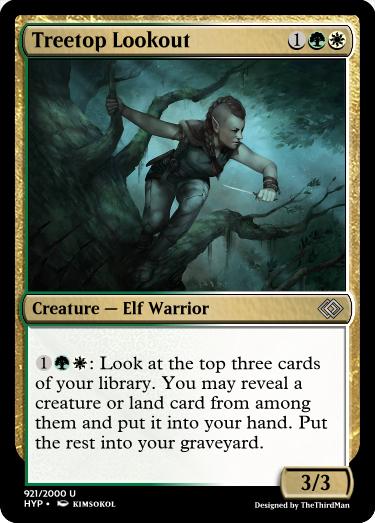 Treetop Lookout 1
Creature — Elf Warrior
1: Look at the top three cards
of your library. You may reveal a
creature or land card from among
them and put it into your hand. Put
the rest into your graveyard.
3/3
921/2000 U
HYP • KIMSOKOL
Designed by TheThirdMan